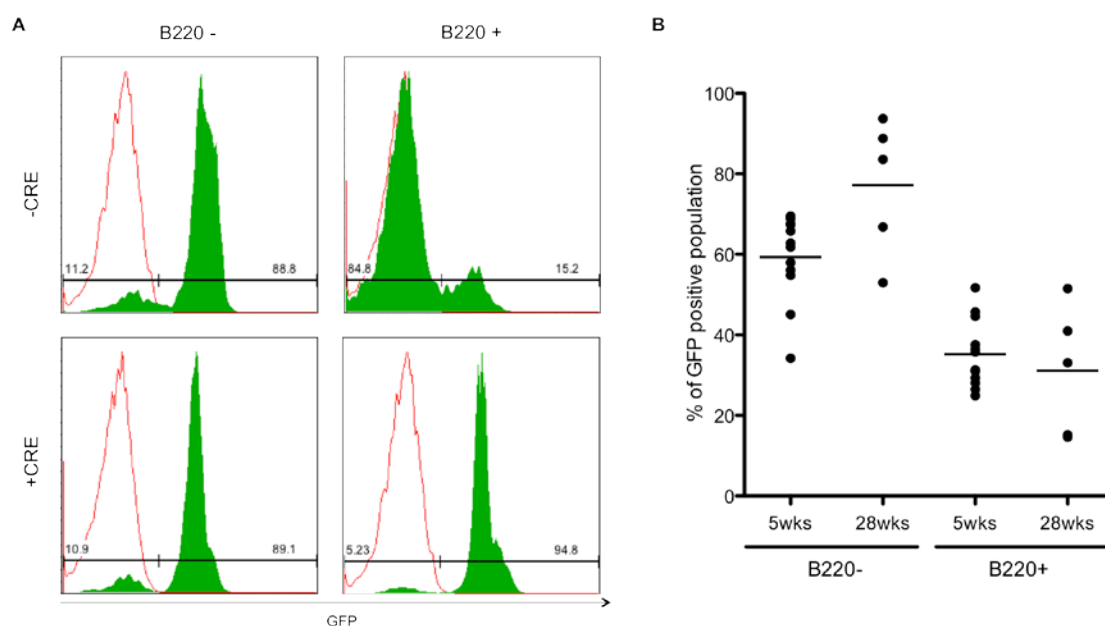 A
B220 -
B220 +
-CRE
11.2
88.8
84.8
15.2
+CRE
10.9
89.1
5.23
94.8
GFP
B
% of GFP positive population
100
80
60
40
20
0
5wks
28wks
5wks
28wks
B220-
B220+